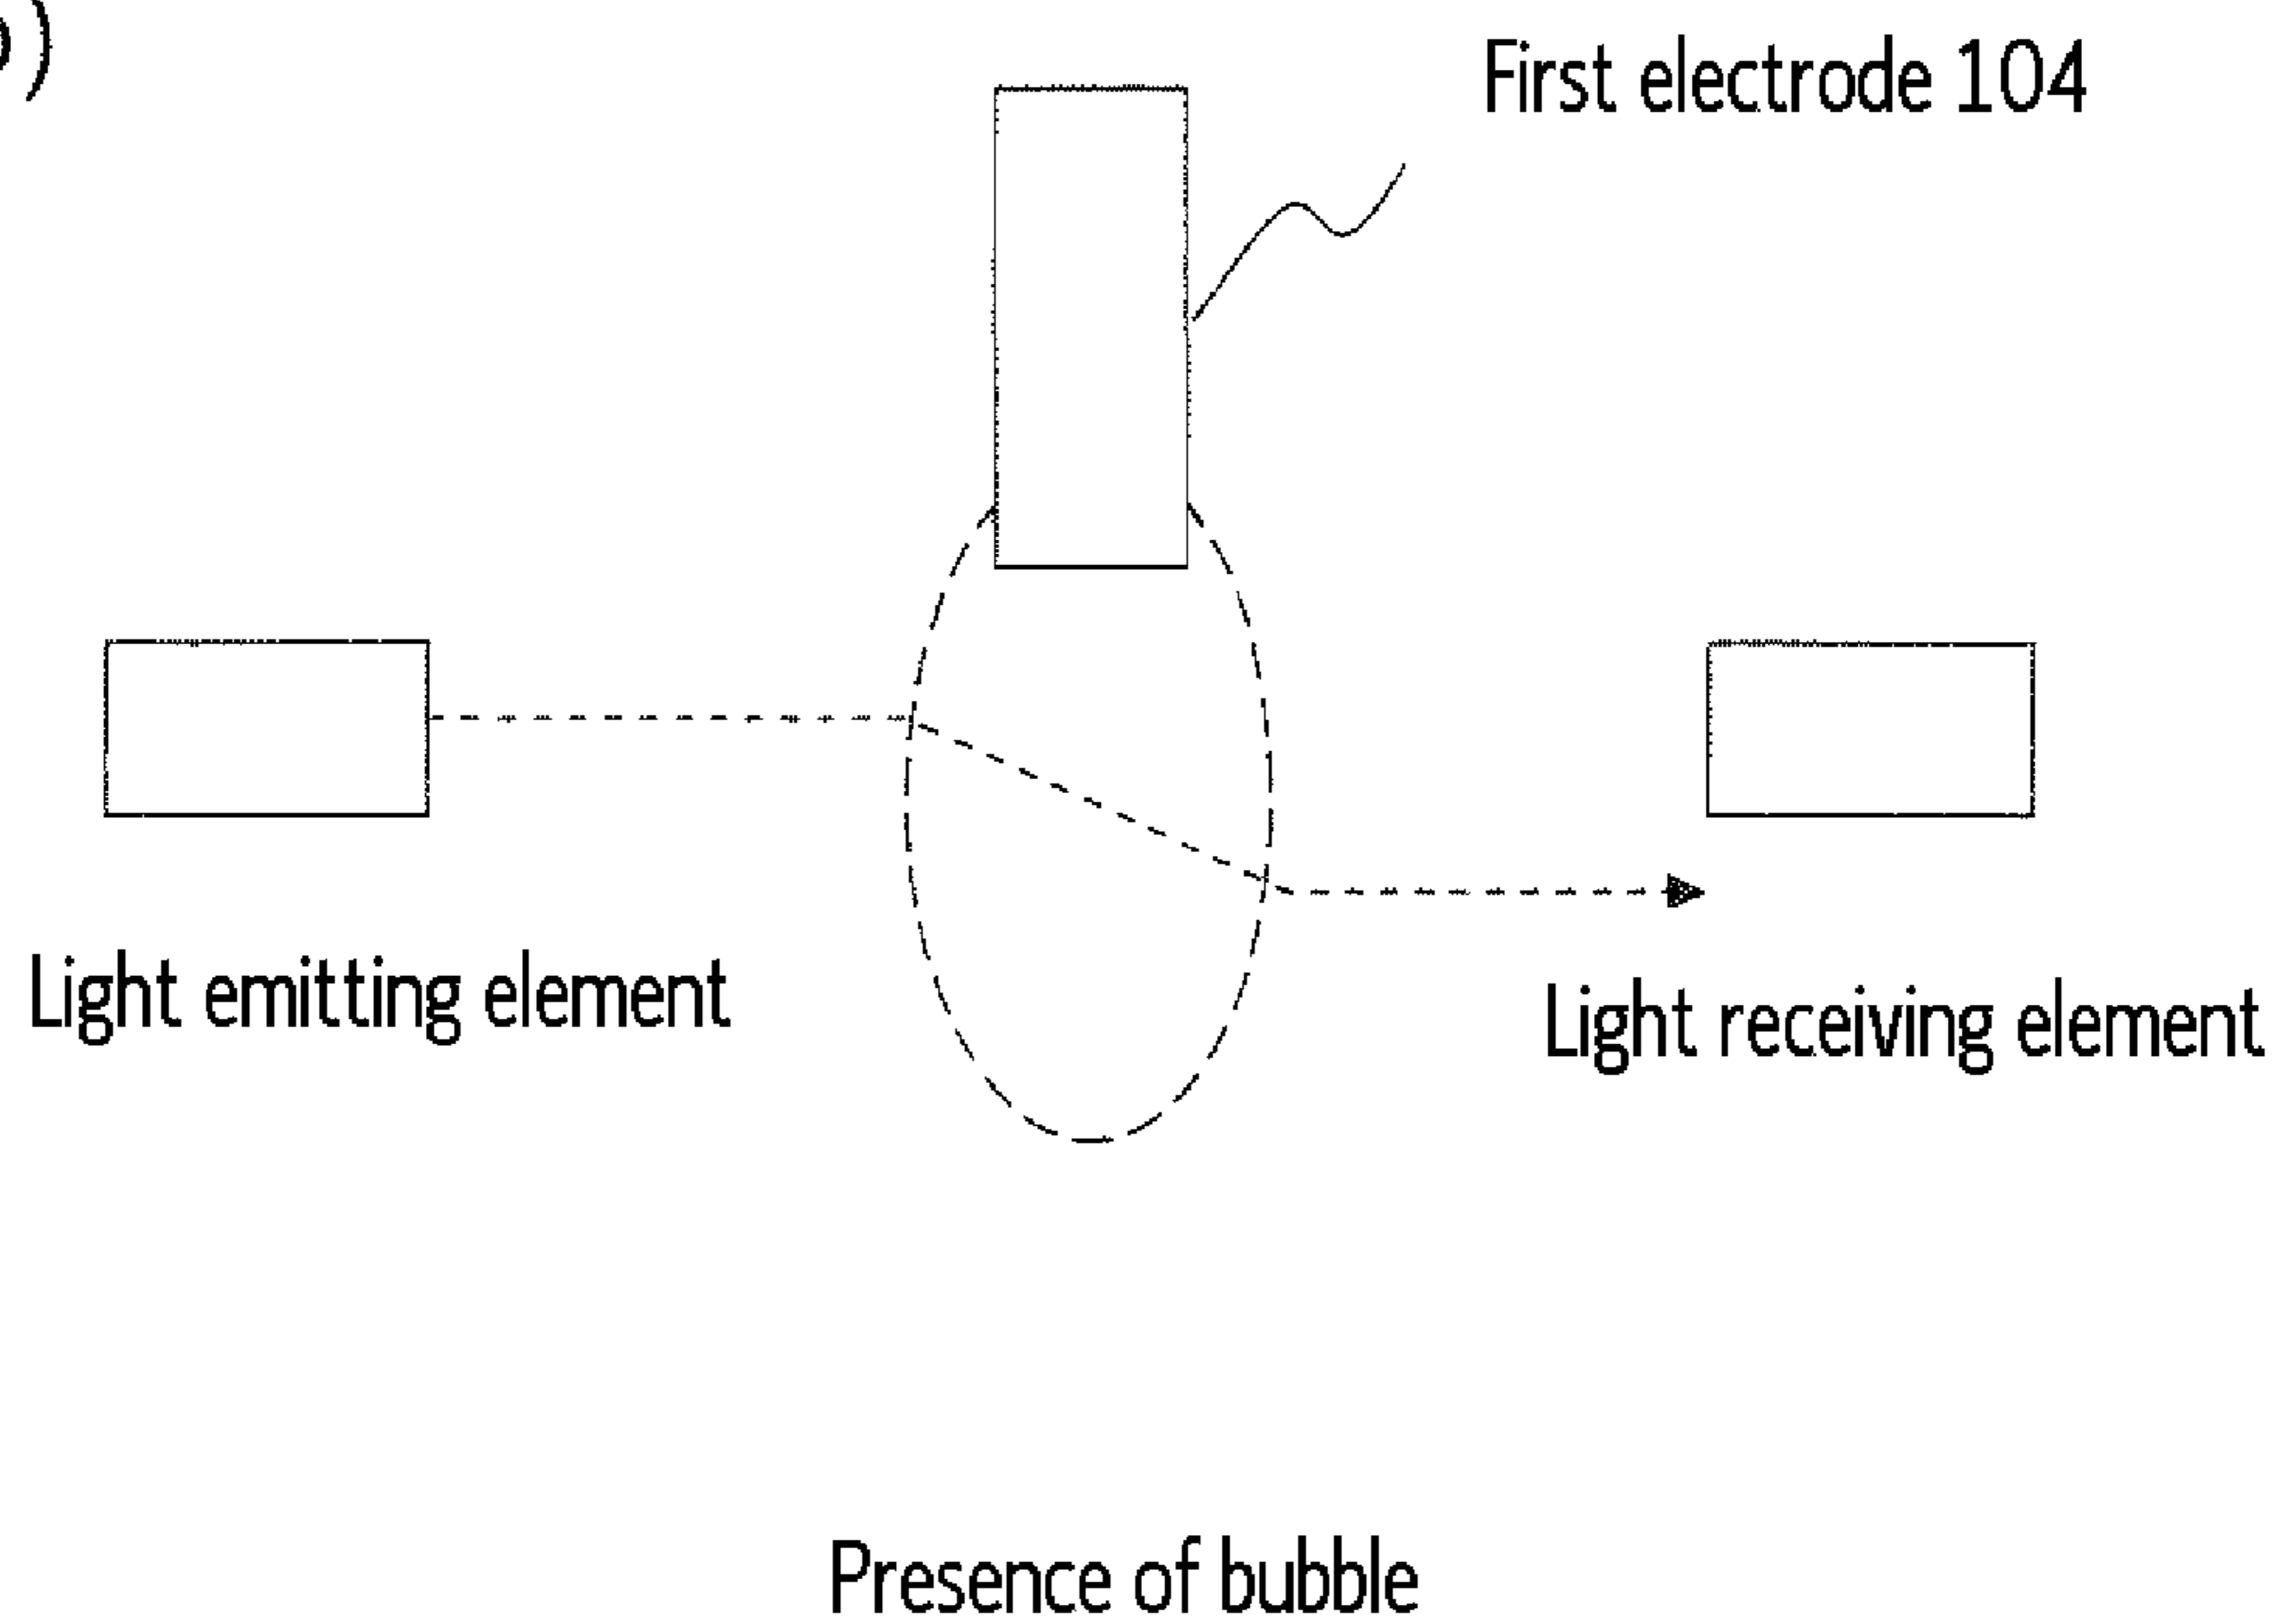 )
First electrode 104
Light emitting element
Light receiving element
Presence of bubble